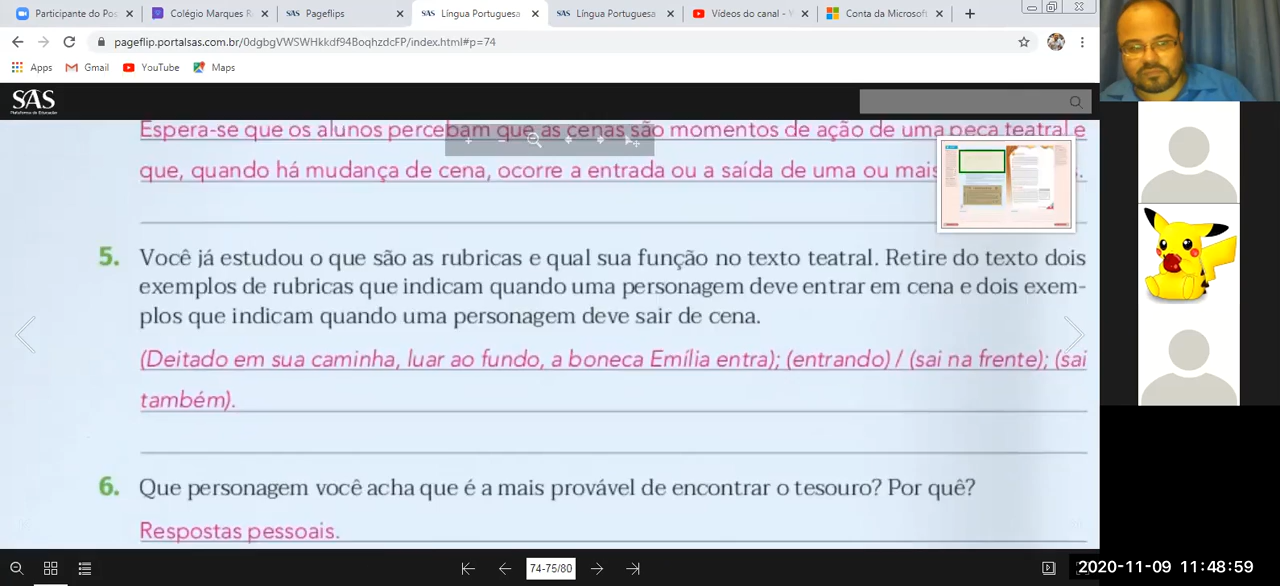 Participante do Pos
Colégio Marques R
Pageflips
Língua Portuguesa
Língua Portuguesa
Vídeos do canal -
Conta da Microsof
pageflip.portalsas.com.br/0dgbgVWSWHkkdf94BoqhzdcFP/index.html#p=74
Apps
Gmail
YouTube
Maps
SAS
Plataforma de Educação
Espera-se que os alunos percebam que as cenas são momentos de ação de uma peça teatral e
que, quando há mudança de cena, ocorre a entrada ou a saída de uma ou mais
5. Você já estudou o que são as rubricas e qual sua função no texto teatral. Retire do texto dois
exemplos de rubricas que indicam quando uma personagem deve entrar em cena e dois exem-
plos que indicam quando uma personagem deve sair de cena.
(Deitado em sua caminha, luar ao fundo, a boneca Emília entra); (entrando) / (sai na frente); (sai
também).
6. Que personagem você acha que é a mais provável de encontrar o tesouro? Por quê?
Respostas pessoais.
74-75/80
2020-11-09 11:48:59